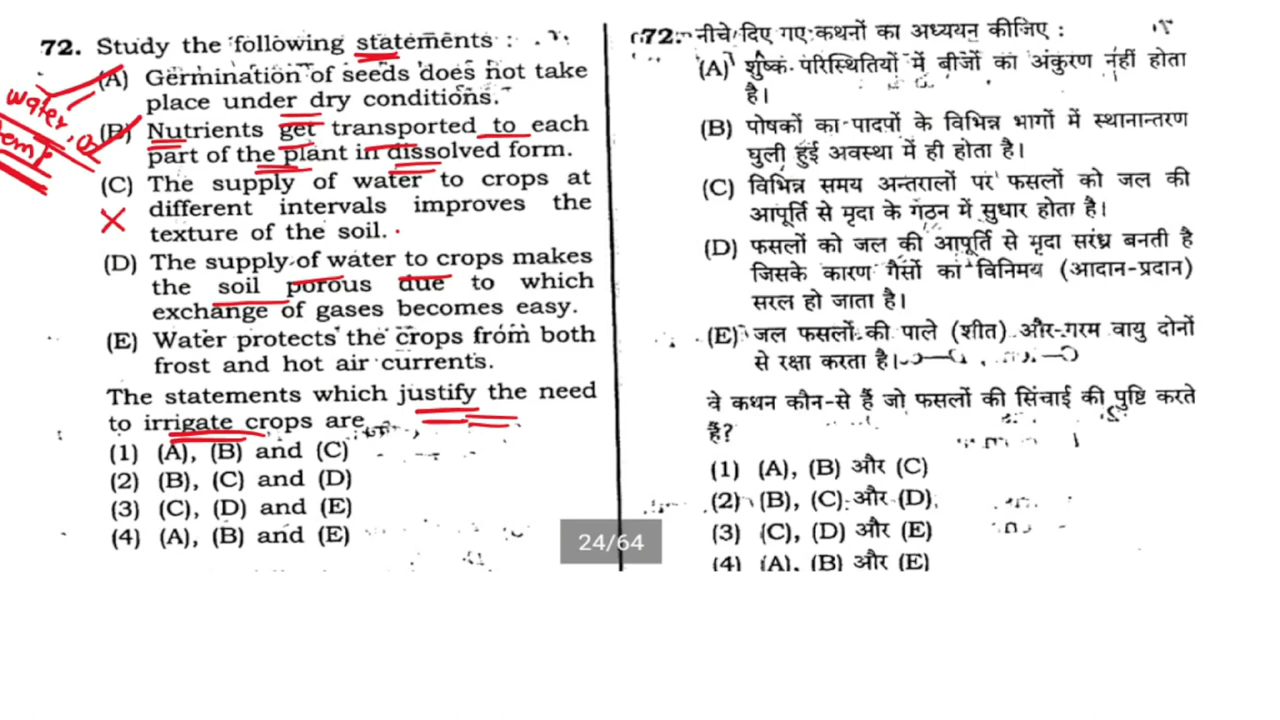 72. Study the following statements :
(A) Germination of seeds does not take
place under dry conditions.
(B) Nutrients get transported to each
part of the plant in dissolved form.
(C) The supply of water to crops at
different intervals improves the
texture of the soil.
(D) The supply of water to crops makes
the soil porous due to which
exchange of gases becomes easy.
(E) Water protects the crops from both
frost and hot air currents.
The statements which justify the need
to irrigate crops are
(1) (A), (B) and (C)
(2) (B), (C) and (D)
(3) (C), (D) and (E)
(4) (A), (B) and (E)
water, O2
temp
24/64
72. नीचे दिए गए कथनों का अध्ययन कीजिए :
(A) शुष्क परिस्थितियों में बीजों का अंकुरण नहीं होता
है।
(B) पोषकों का पादपों के विभिन्न भागों में स्थानान्तरण
घुली हुई अवस्था में ही होता है।
(C) विभिन्न समय अन्तरालों पर फसलों को जल की
आपूर्ति से मृदा के गठन में सुधार होता है।
(D) फसलों को जल की आपूर्ति से मृदा सरंध्र बनती है
जिसके कारण गैसों का विनिमय (आदान-प्रदान)
सरल हो जाता है।
(E) जल फसलों की पाले (शीत) और गरम वायु दोनों
से रक्षा करता है।
वे कथन कौन-से हैं जो फसलों की सिंचाई की पुष्टि करते
हैं?
(1) (A), (B) और (C)
(2) (B), (C) और (D)
(3) (C), (D) और (E)
(4) (A), (B) और (E)